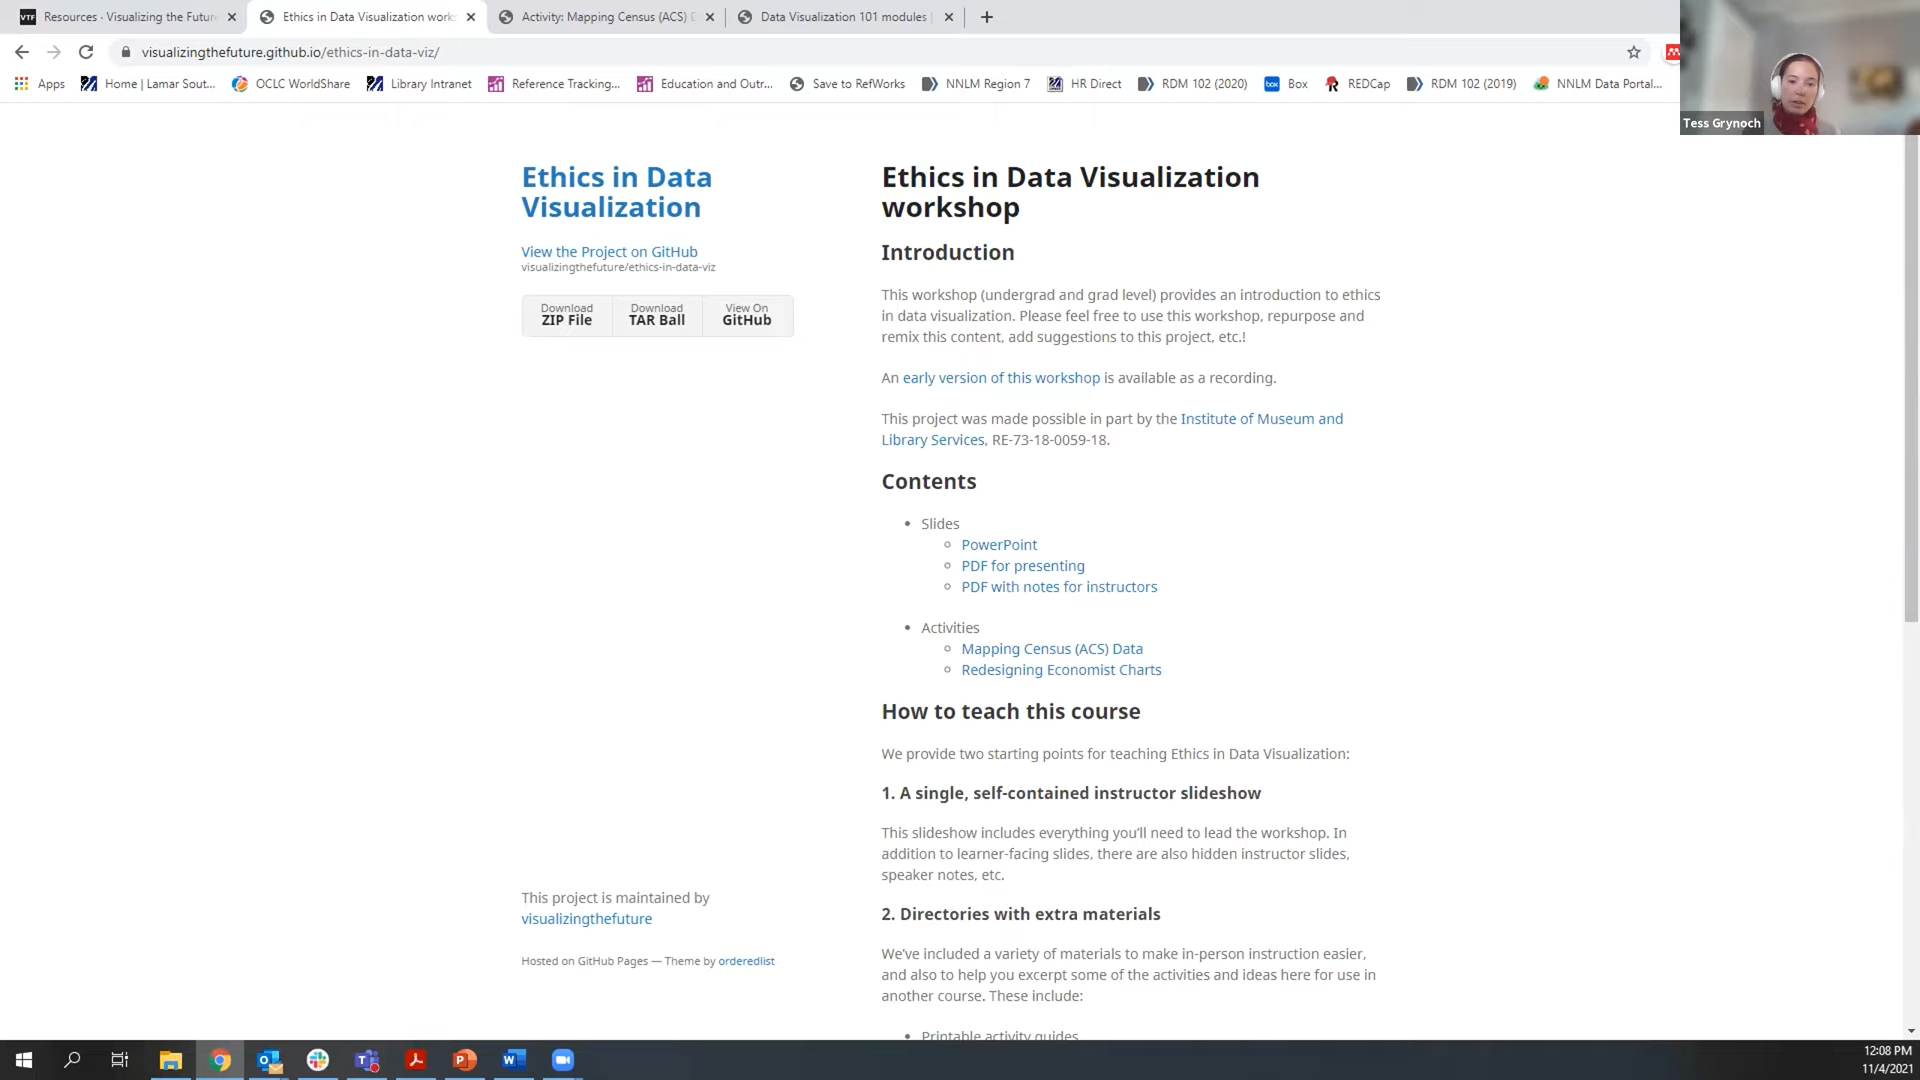 VTF Resources · Visualizing the Futur
Ethics in Data Visualization work
Activity: Mapping Census (ACS) D
Data Visualization 101 modules
visualizingthefuture.github.io/ethics-in-data-viz/
Apps
Home | Lamar Sout...
OCLC WorldShare
Library Intranet
Reference Tracking...
Education and Outr...
Save to RefWorks
NNLM Region 7
HR Direct
RDM 102 (2020)
box Box
REDCap
RDM 102 (2019)
NNLM Data Portal...
Tess Grynoch
Ethics in Data
Visualization
View the Project on GitHub
visualizingthefuture/ethics-in-data-viz
Download
ZIP File
Download
TAR Ball
View On
GitHub
This project is maintained by
visualizingthefuture
Hosted on GitHub Pages — Theme by orderedlist
Ethics in Data Visualization
workshop
Introduction
This workshop (undergrad and grad level) provides an introduction to ethics
in data visualization. Please feel free to use this workshop, repurpose and
remix this content, add suggestions to this project, etc.!
An early version of this workshop is available as a recording.
This project was made possible in part by the Institute of Museum and
Library Services, RE-73-18-0059-18.
Contents
• Slides
○ PowerPoint
○ PDF for presenting
○ PDF with notes for instructors
• Activities
○ Mapping Census (ACS) Data
○ Redesigning Economist Charts
How to teach this course
We provide two starting points for teaching Ethics in Data Visualization:
1. A single, self-contained instructor slideshow
This slideshow includes everything you'll need to lead the workshop. In
addition to learner-facing slides, there are also hidden instructor slides,
speaker notes, etc.
2. Directories with extra materials
We've included a variety of materials to make in-person instruction easier,
and also to help you excerpt some of the activities and ideas here for use in
another course. These include:
• Printable activity guides
12:08 PM
11/4/2021